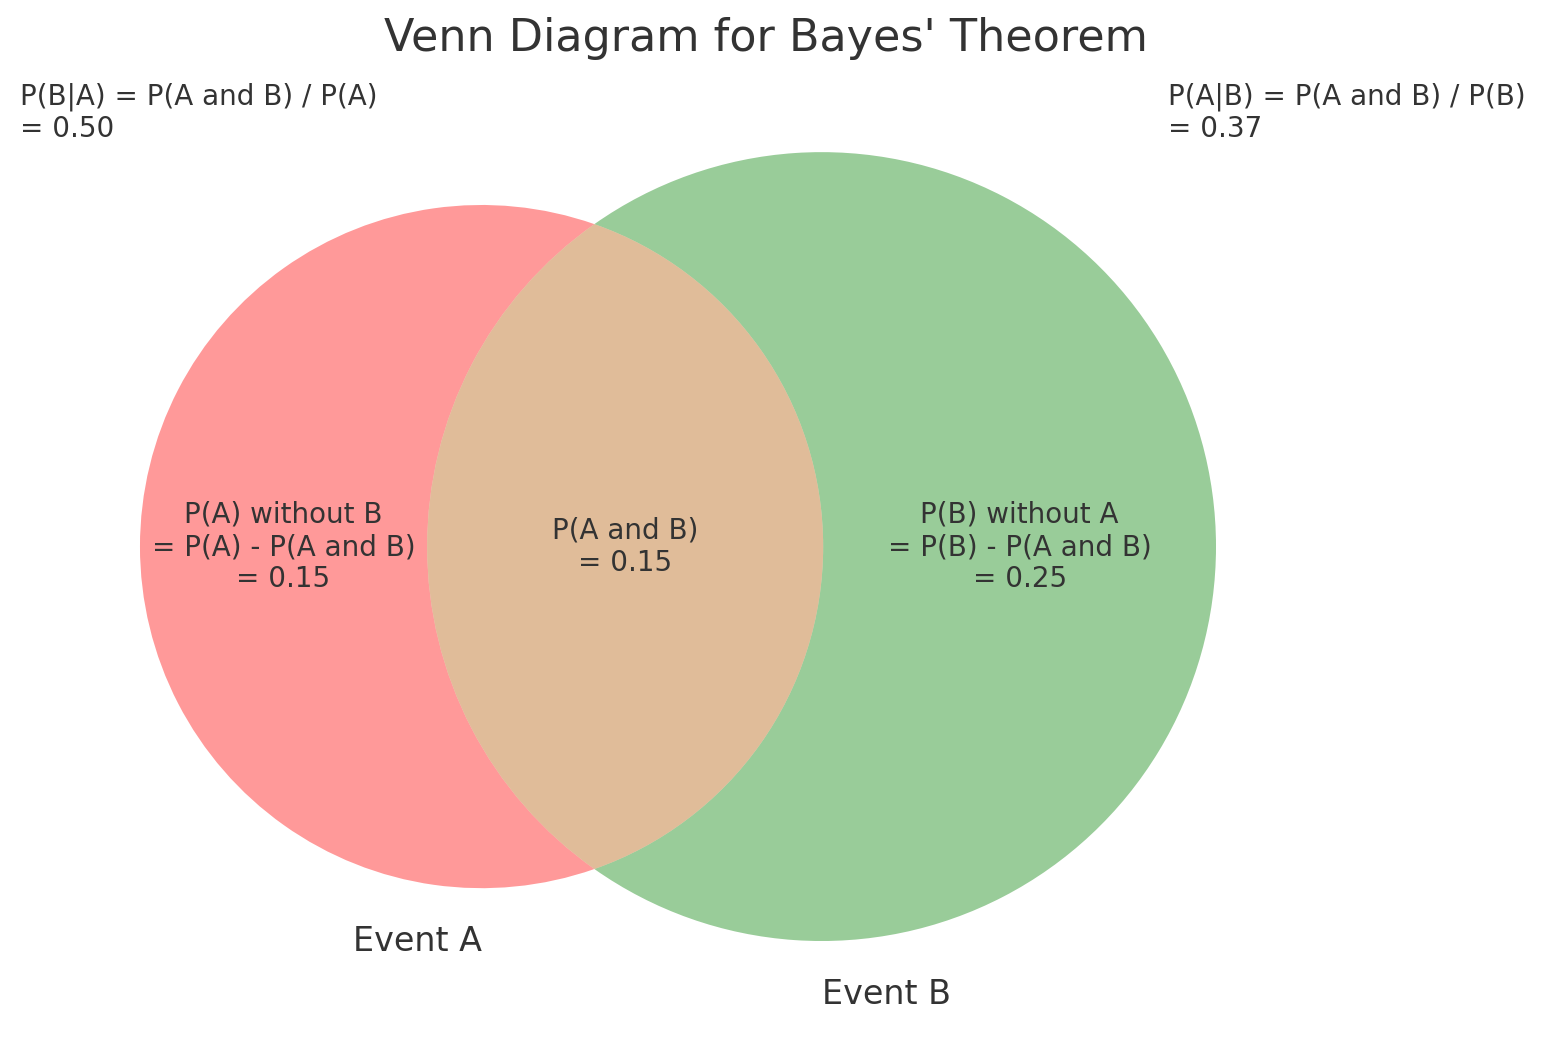 Venn Diagram for Bayes' Theorem
P(B|A) = P(A and B) / P(A)
= 0.50
P(A|B) = P(A and B) / P(B)
= 0.37
P(A) without B
= P(A) - P(A and B)
= 0.15
P(A and B)
= 0.15
P(B) without A
= P(B) - P(A and B)
= 0.25
Event A
Event B